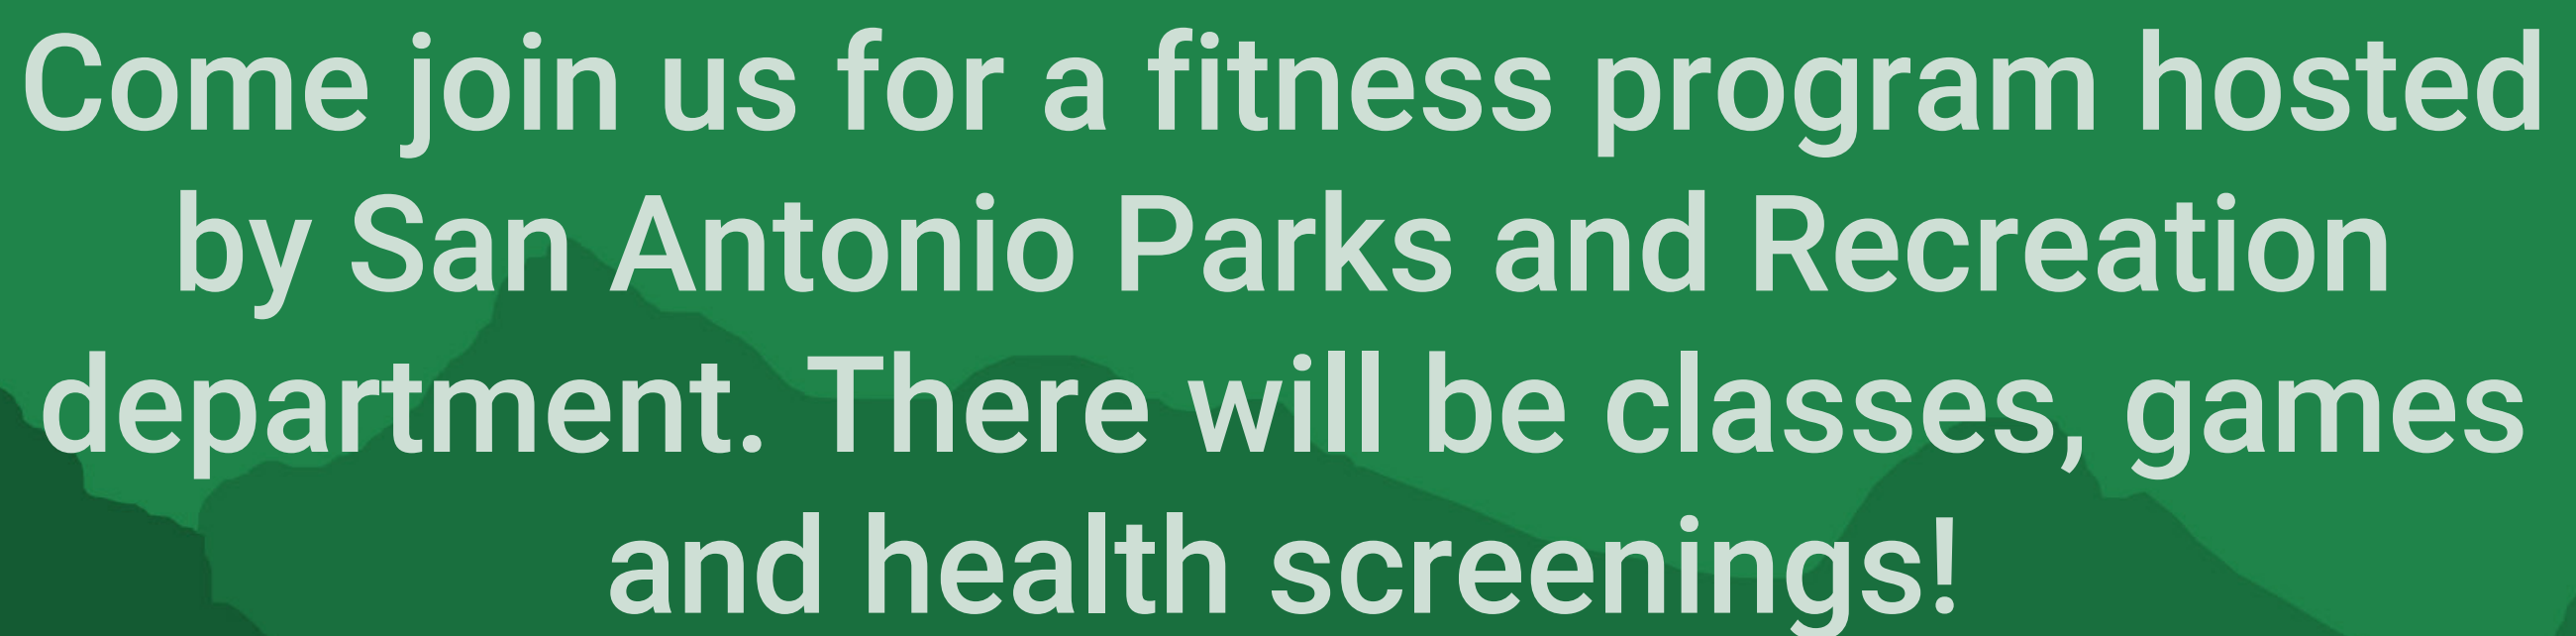 Come join us for a fitness program hosted
by San Antonio Parks and Recreation
department. There will be classes, games
and health screenings!